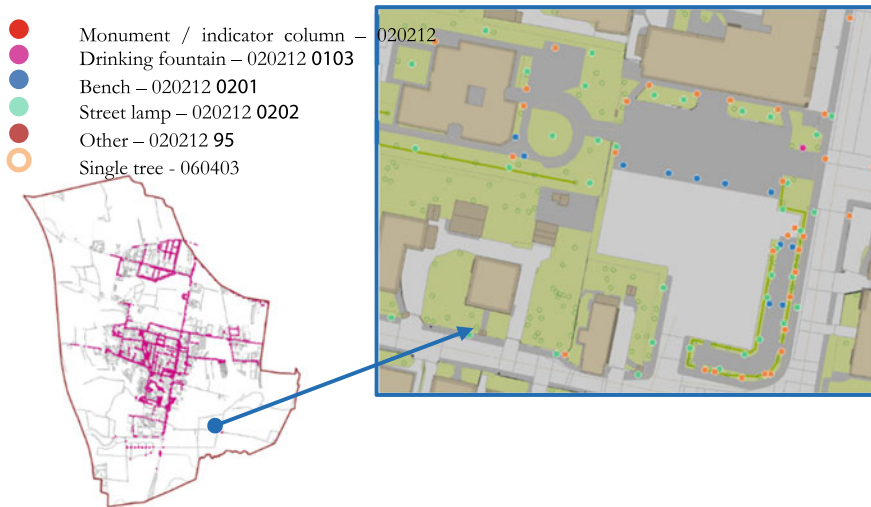 Monument / indicator column – 020212
Drinking fountain – 020212 0103
Bench – 020212 0201
Street lamp – 020212 0202
Other – 020212 95
Single tree - 060403